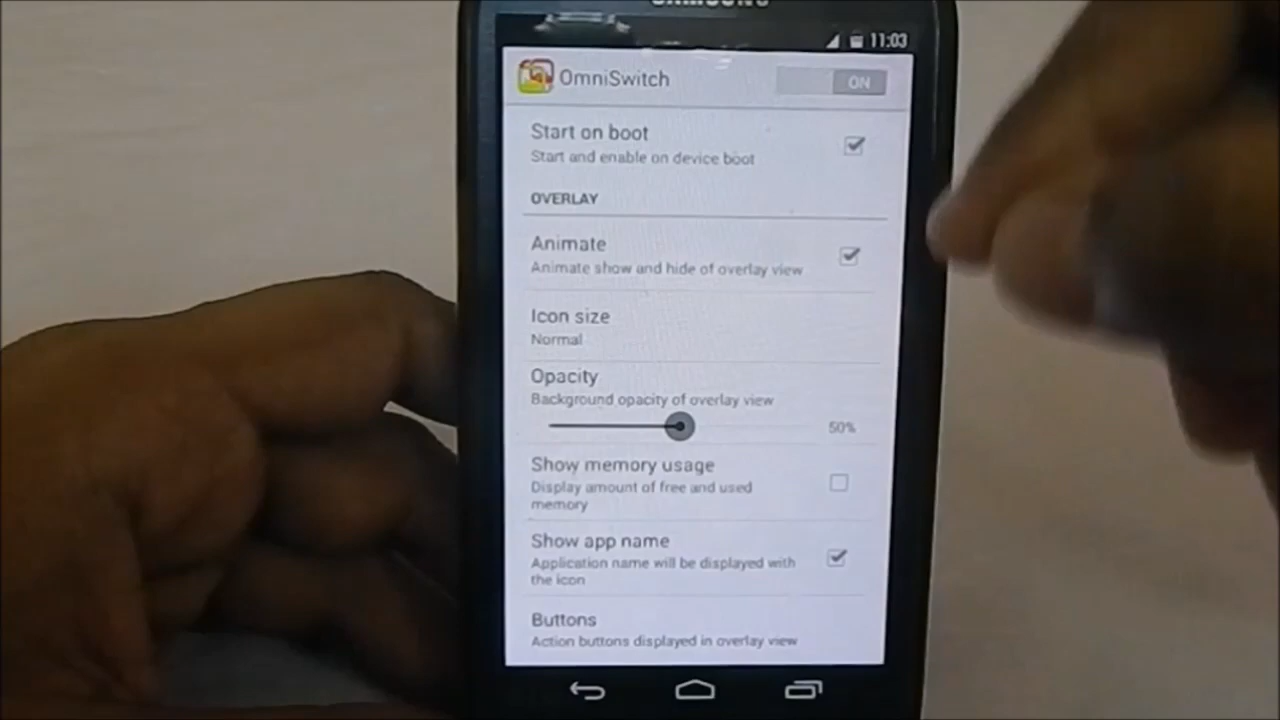 SAMSUNG
11:03
OmniSwitch
ON
Start on boot
Start and enable on device boot
OVERLAY
Animate
Animate show and hide of overlay view
Icon size
Normal
Opacity
Background opacity of overlay view
50%
Show memory usage
Display amount of free and used
memory
Show app name
Application name will be displayed with
the icon
Buttons
Action buttons displayed in overlay view